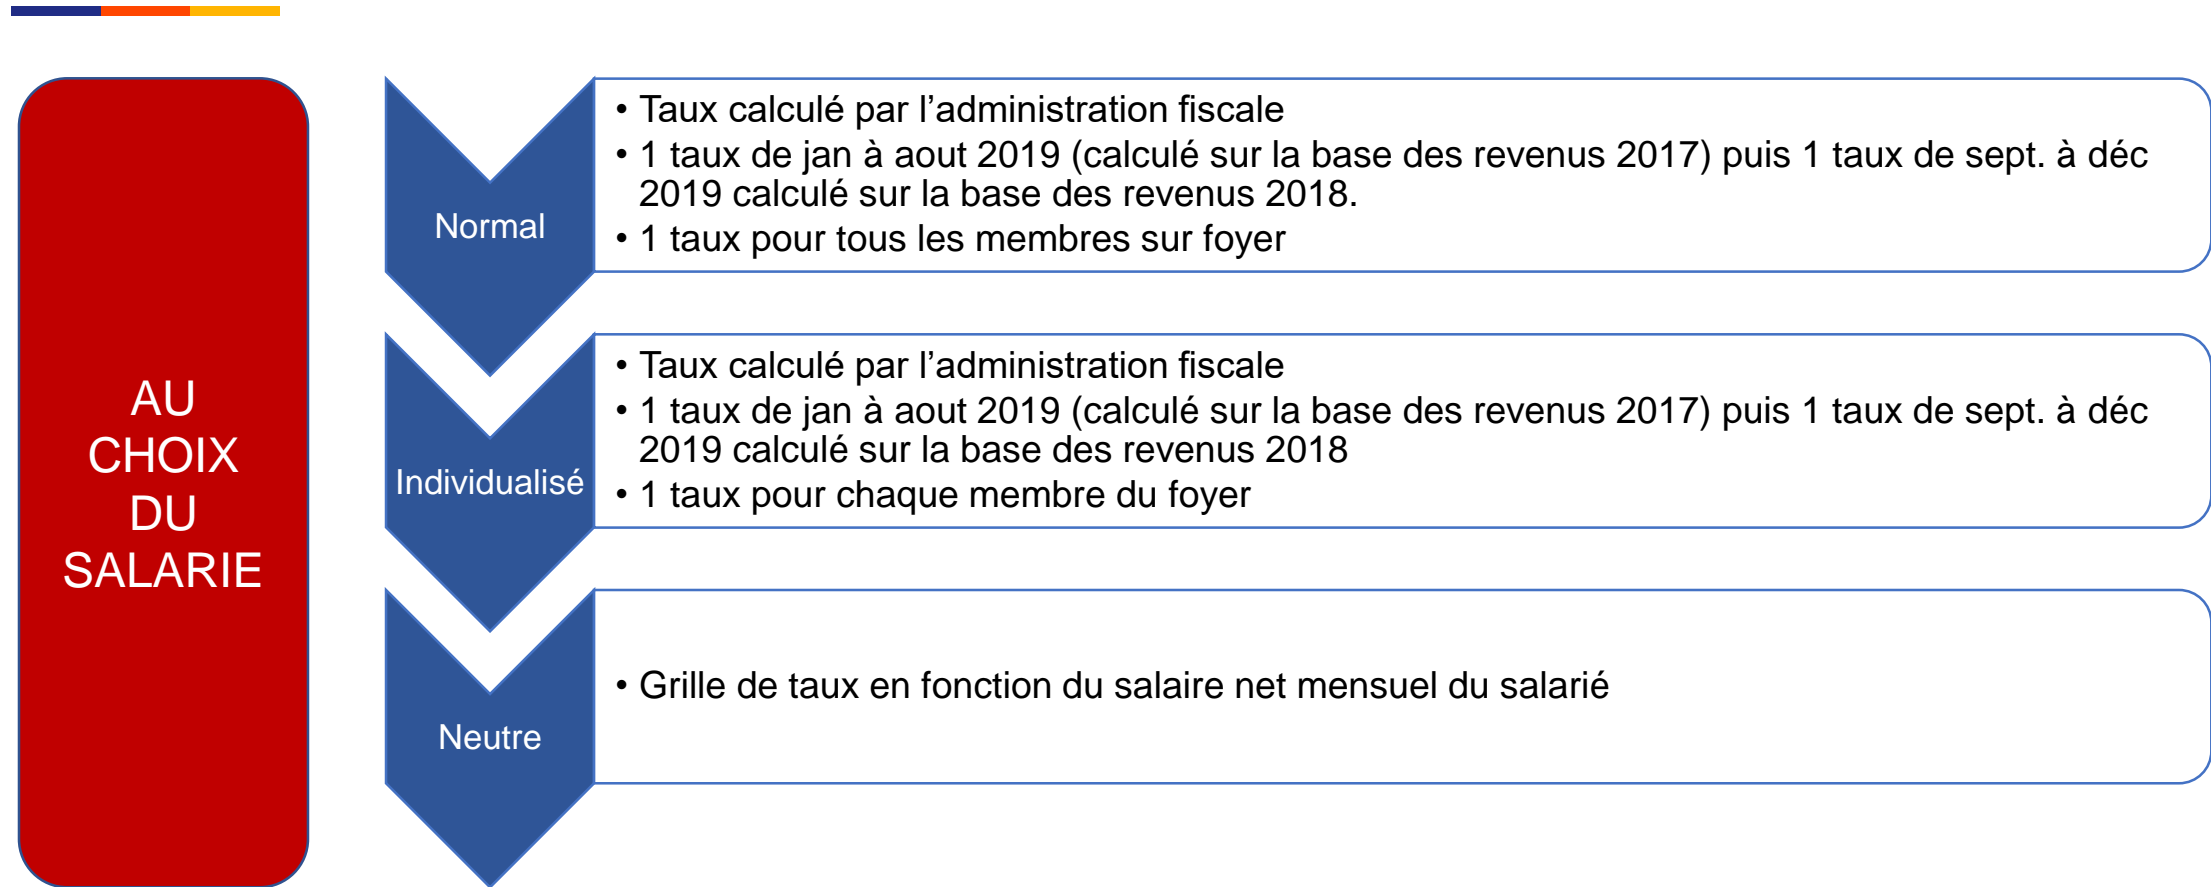 AU
CHOIX
DU
SALARIE
Normal
• Taux calculé par l’administration fiscale
• 1 taux de jan à aout 2019 (calculé sur la base des revenus 2017) puis 1 taux de sept. à déc
2019 calculé sur la base des revenus 2018.
• 1 taux pour tous les membres sur foyer
Individualisé
• Taux calculé par l’administration fiscale
• 1 taux de jan à aout 2019 (calculé sur la base des revenus 2017) puis 1 taux de sept. à déc
2019 calculé sur la base des revenus 2018
• 1 taux pour chaque membre du foyer
Neutre
• Grille de taux en fonction du salaire net mensuel du salarié